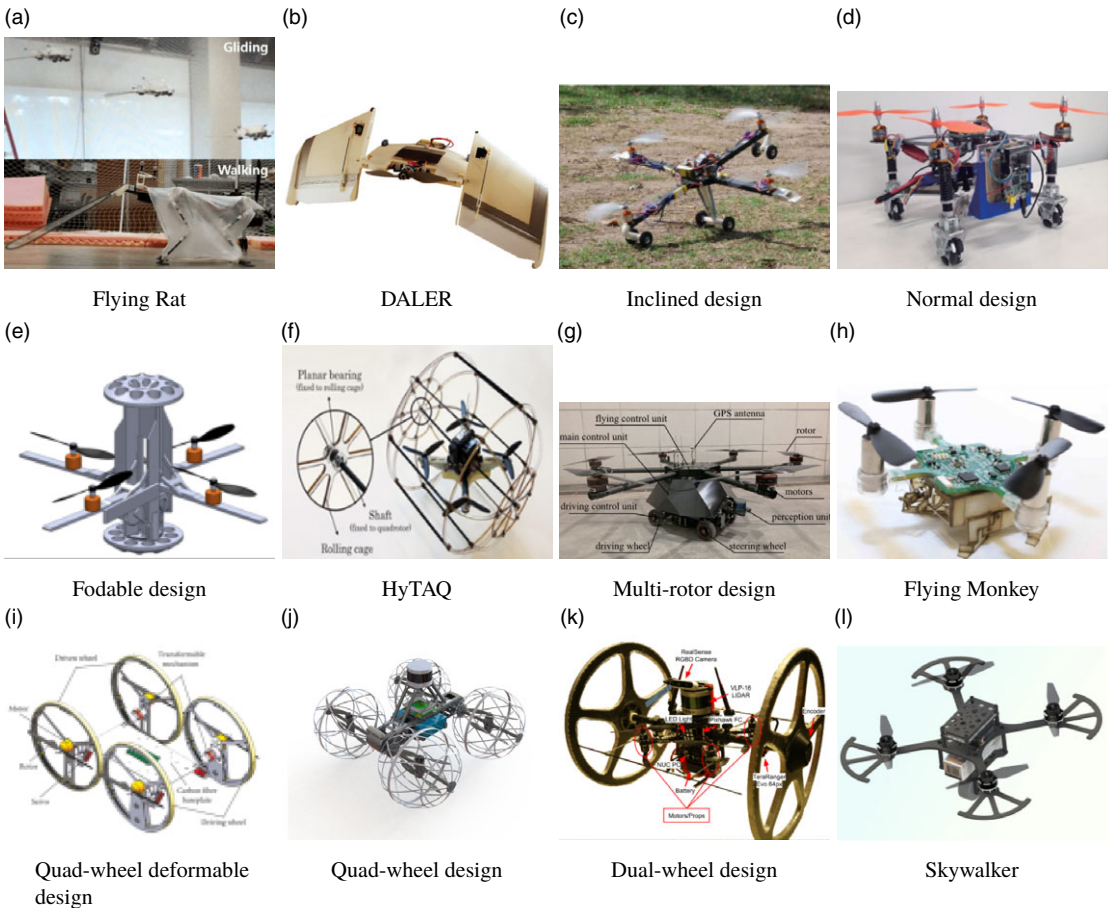 (a)
(b)
(c)
(d)
Gliding
Walking
Flying Rat
DALER
Inclined design
Normal design
(e)
(f)
(g)
(h)
Planar bearing
(fixed to rolling cage)
Shaft
(fixed to quadrotor)
Rolling cage
GPS antenna
flying control unit
main control unit
rotor
motors
driving control unit
perception unit
driving wheel
steering wheel
Fodable design
HyTAQ
Multi-rotor design
Flying Monkey
(i)
(j)
(k)
(l)
Driven wheel
Transformable
mechanism
Motor
Rotor
Servo
Carbon fiber
baseplate
Driving wheel
RealSense
RGBD Camera
VLP-16
LiDAR
LED Light
Pixhawk FC
Encoder
NUC PC
TeraRanger
Evo 64px
Battery
Motors/Props
Quad-wheel deformable
design
Quad-wheel design
Dual-wheel design
Skywalker